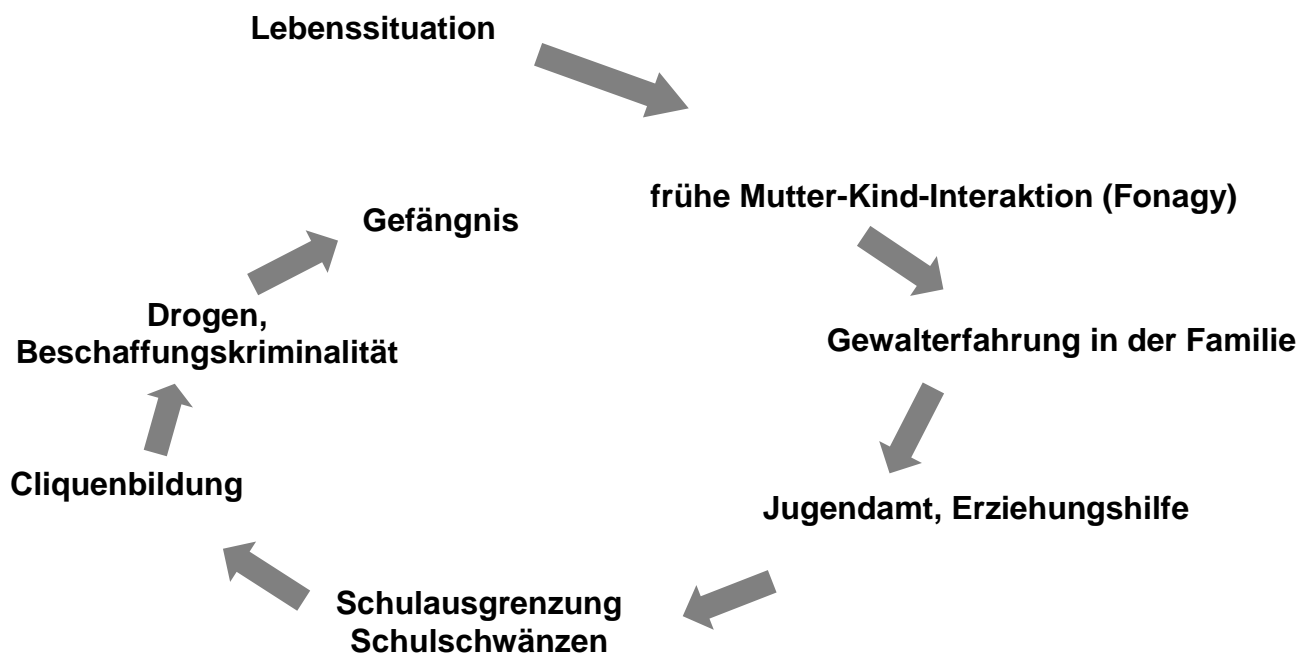 Lebenssituation
frühe Mutter-Kind-Interaktion (Fonagy)
Gewalterfahrung in der Familie
Jugendamt, Erziehungshilfe
Schulausgrenzung
Schulschwänzen
Cliquenbildung
Drogen,
Beschaffungskriminalität
Gefängnis